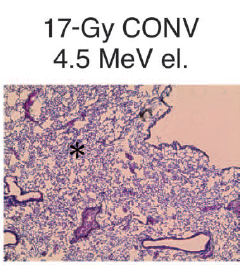 17-Gy CONV
4.5 MeV el.
*